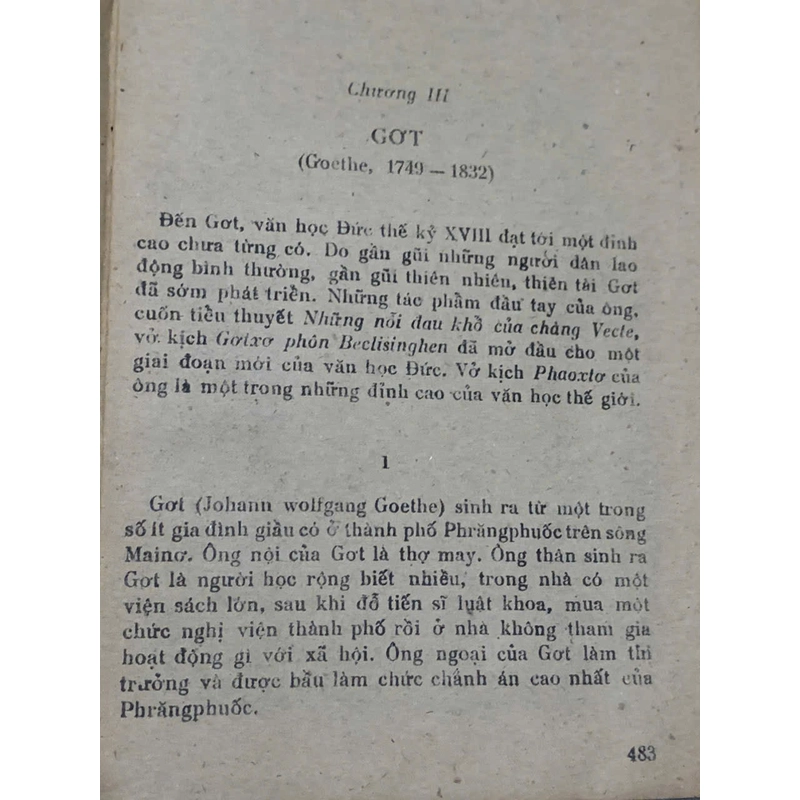 Chương III
GƠT
(Goethe, 1749 — 1832)
Đến Gơt, văn học Đức thế kỷ XVIII đạt tới một đỉnh
cao chưa từng có. Do gần gũi những người dân lao
động bình thường, gần gũi thiên nhiên, thiên tài Gơt
đã sớm phát triển. Những tác phẩm đầu tay của ông,
cuốn tiểu thuyết Những nỗi đau khổ của chàng Vecte,
vở kịch Gơtxơ phôn Beclisinghen đã mở đầu cho một
giai đoạn mới của văn học Đức. Vở kịch Phaoxtơ của
ông là một trong những đỉnh cao của văn học thế giới.
1
Gơt (Johann wolfgang Goethe) sinh ra từ một trong
số ít gia đình giầu có ở thành phố Phrăngphuốc trên sông
Mainơ. Ông nội của Gơt là thợ may. Ông thân sinh ra
Gơt là người học rộng biết nhiều, trong nhà có một
viện sách lớn, sau khi đỗ tiến sĩ luật khoa, mua một
chức nghị viện thành phố rồi ở nhà không tham gia
hoạt động gì với xã hội. Ông ngoại của Gơt làm thị
trưởng và được bầu làm chức chánh án cao nhất của
Phrăngphuốc.
483